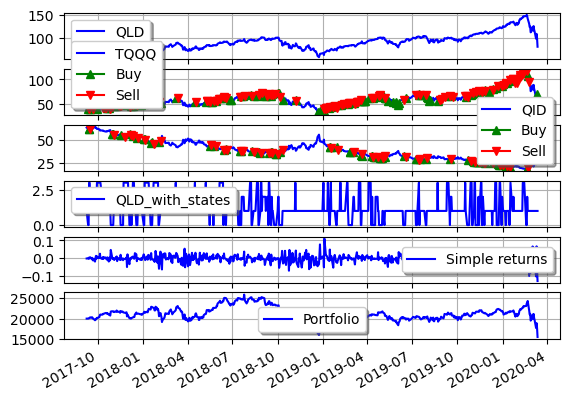 150
QLD
100
TQQQ
Buy
Sell
100
50
QID
Buy
Sell
50
25
2.5
QLD_with_states
0.0
0.1
0.0
Simple returns
−0.1
25000
20000
Portfolio
15000
2017-10
2018-01
2018-04
2018-07
2018-10
2019-01
2019-04
2019-07
2019-10
2020-01
2020-04